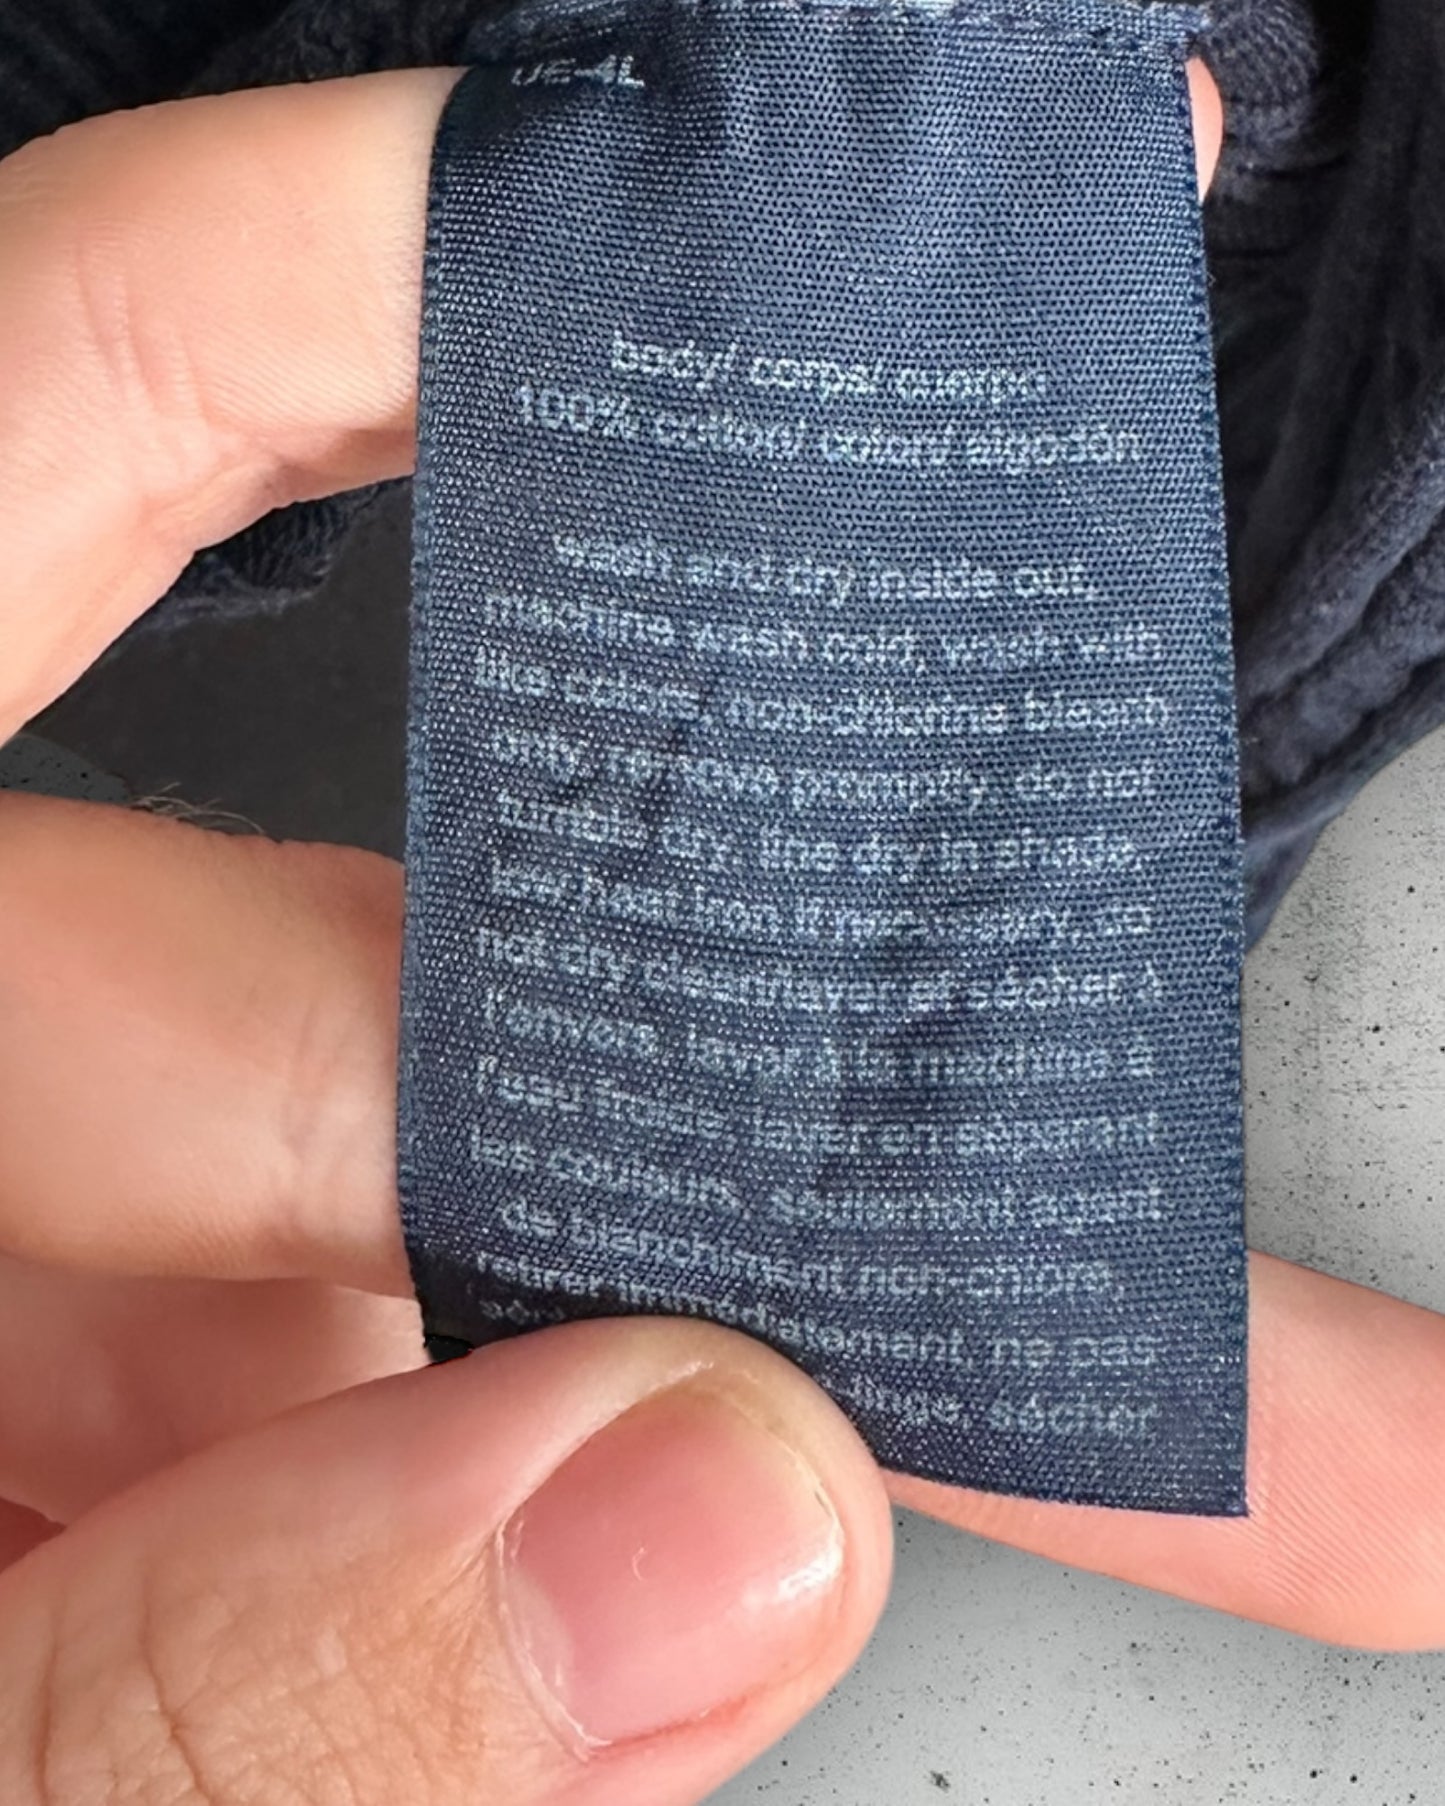 body/ corps/ cuerpo
100% cotton/ coton/ algodón
wash and dry inside out,
machine wash cold, wash with
like colors, non-chlorine bleach
only, remove promptly, do not
tumble dry, line dry in shade,
low heat iron if necessary, do
not dry clean/laver et sécher à
l'envers, laver à la machine à
l'eau froide, laver en séparant
les couleurs, seulement agent
de blanchiment non-chloré,
retirer immédiatement, ne pas
sécher